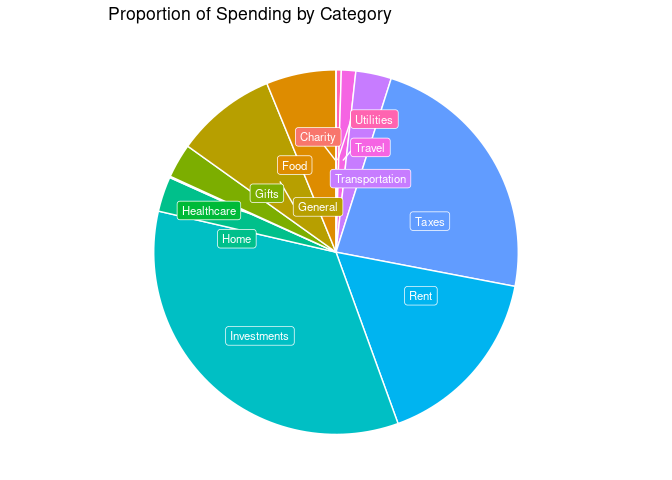 Proportion of Spending by Category
Utilities
Charity
Travel
Food
Transportation
Gifts
General
Healthcare
Taxes
Home
Rent
Investments